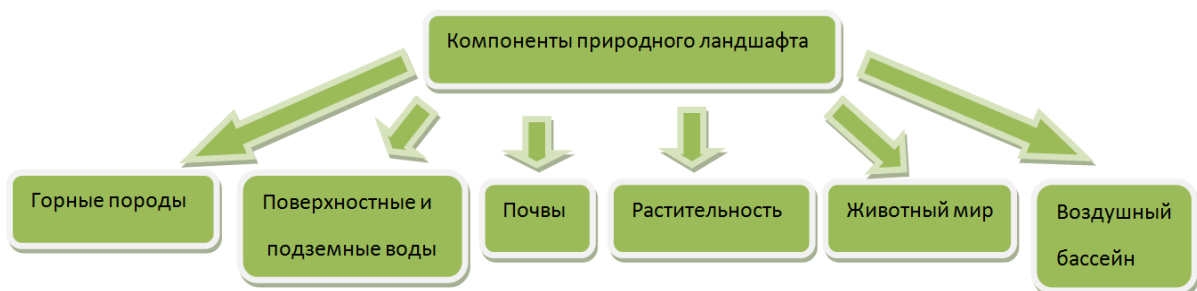 Компоненты природного ландшафта
Горные породы
Поверхностные и
подземные воды
Почвы
Растительность
Животный мир
Воздушный
бассейн